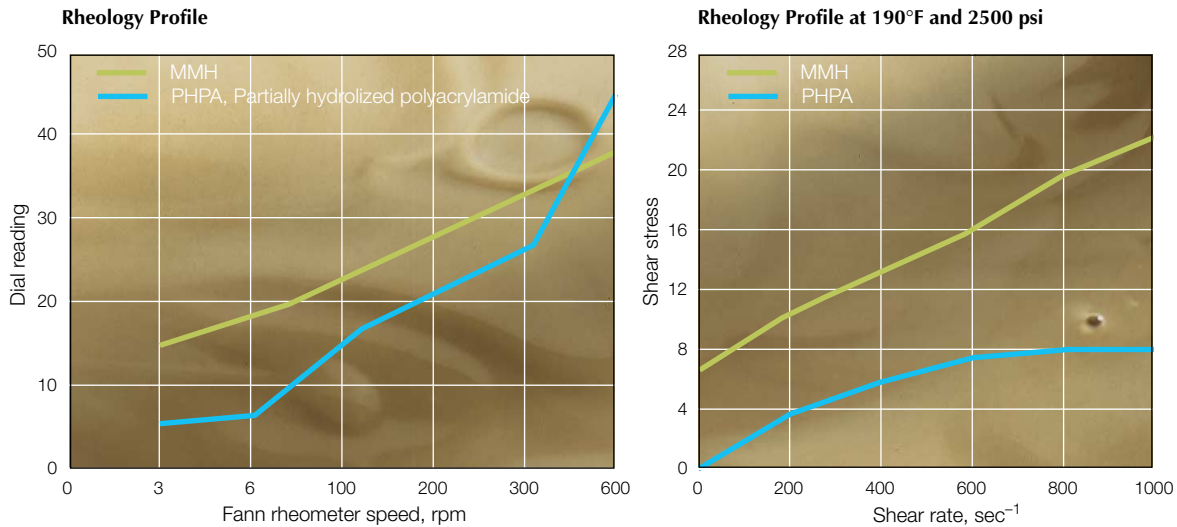 Rheology Profile
50
40
30
20
10
0
Dial reading
MMH
PHPA, Partially hydrolized polyacrylamide
0 3 6 100 200 300 600
Fann rheometer speed, rpm
Rheology Profile at 190°F and 2500 psi
28
24
20
16
12
8
4
0
Shear stress
MMH
PHPA
0 200 400 600 800 1000
Shear rate, sec⁻¹